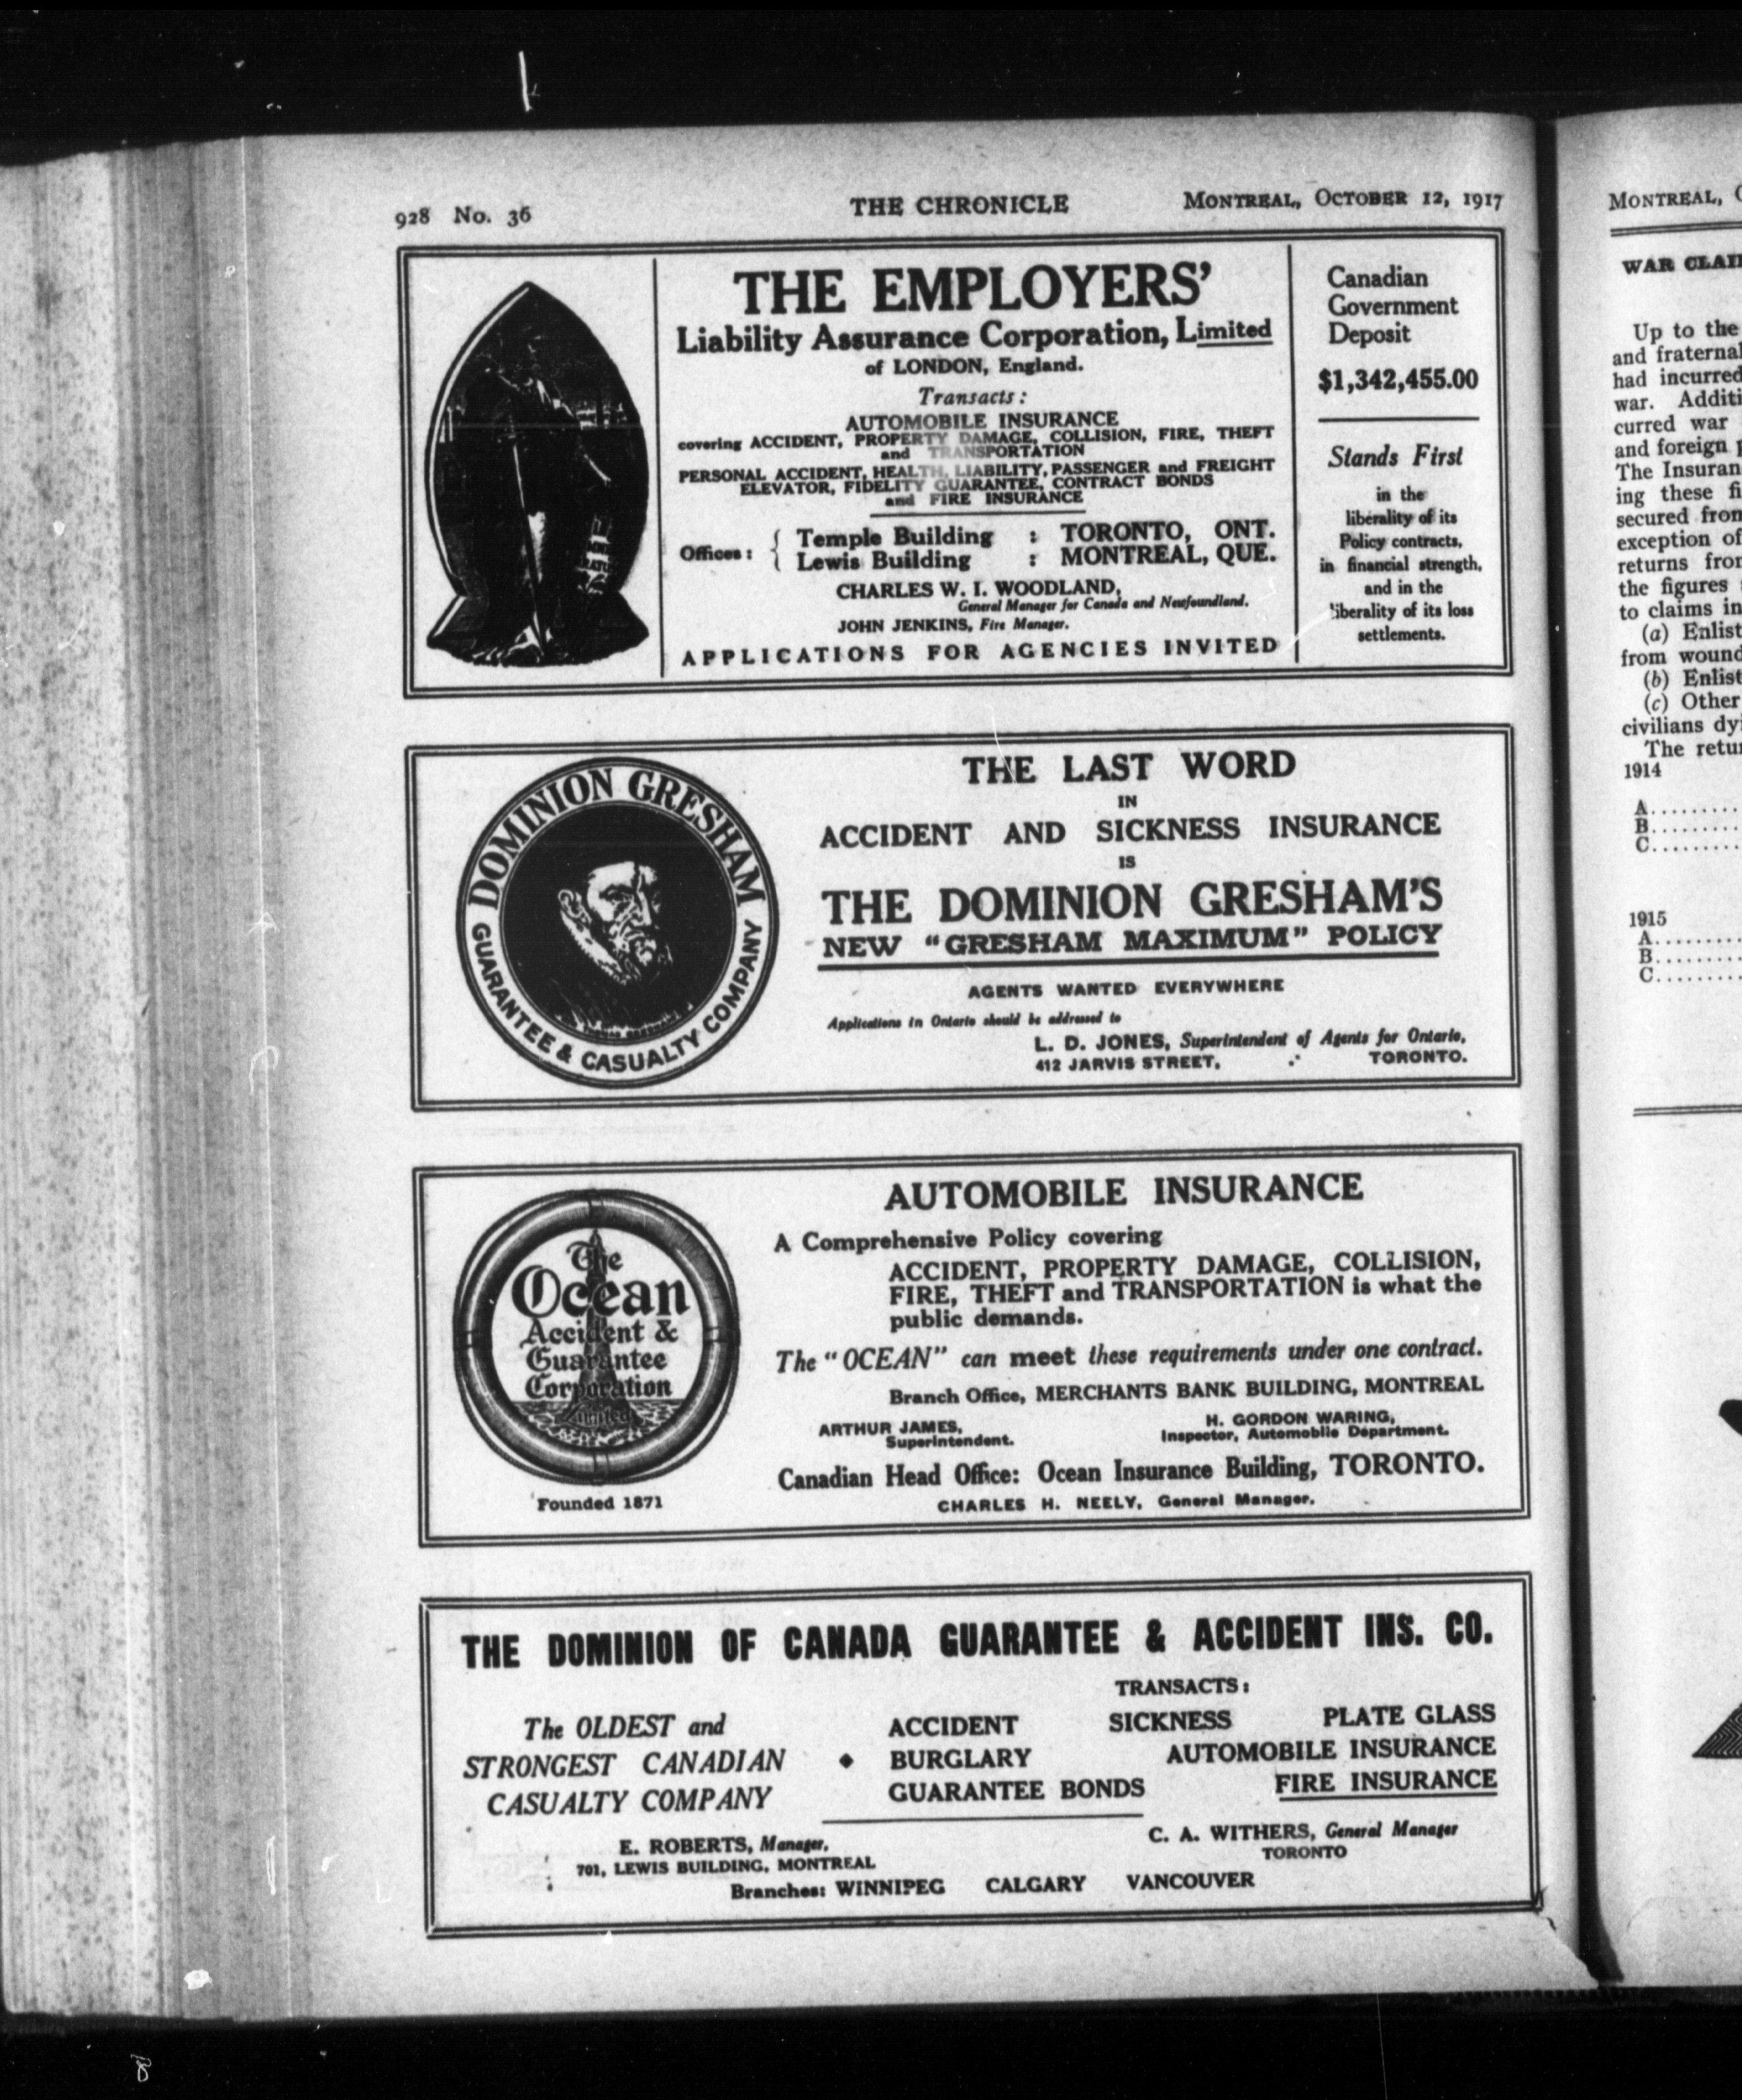 928 No. 36 THE CHRONICLE MONTREAL, OCTOBER 12, 1917
THE EMPLOYERS'
Liability Assurance Corporation, Limited
of LONDON, England.
Transacts:
AUTOMOBILE INSURANCE
covering ACCIDENT, PROPERTY DAMAGE, COLLISION, FIRE, THEFT
and TRANSPORTATION
PERSONAL ACCIDENT, HEALTH, LIABILITY, PASSENGER and FREIGHT
ELEVATOR, FIDELITY GUARANTEE, CONTRACT BONDS
and FIRE INSURANCE
Offices: { Temple Building : TORONTO, ONT.
Lewis Building : MONTREAL, QUE.
CHARLES W. I. WOODLAND,
General Manager for Canada and Newfoundland.
JOHN JENKINS, Fire Manager.
APPLICATIONS FOR AGENCIES INVITED
Canadian
Government
Deposit
$1,342,455.00
Stands First
in the
liberality of its
Policy contracts,
in financial strength,
and in the
liberality of its loss
settlements.
DOMINION GRESHAM
GUARANTEE & CASUALTY COMPANY
THE LAST WORD
IN
ACCIDENT AND SICKNESS INSURANCE
IS
THE DOMINION GRESHAM'S
NEW "GRESHAM MAXIMUM" POLICY
AGENTS WANTED EVERYWHERE
Applications in Ontario should be addressed to
L. D. JONES, Superintendent of Agents for Ontario,
412 JARVIS STREET, TORONTO.
The
Ocean
Accident &
Guarantee
Corporation
Limited
Founded 1871
AUTOMOBILE INSURANCE
A Comprehensive Policy covering
ACCIDENT, PROPERTY DAMAGE, COLLISION,
FIRE, THEFT and TRANSPORTATION is what the
public demands.
The "OCEAN" can meet these requirements under one contract.
Branch Office, MERCHANTS BANK BUILDING, MONTREAL
ARTHUR JAMES, H. GORDON WARING,
Superintendent. Inspector, Automobile Department.
Canadian Head Office: Ocean Insurance Building, TORONTO.
CHARLES H. NEELY, General Manager.
THE DOMINION OF CANADA GUARANTEE & ACCIDENT INS. CO.
TRANSACTS:
The OLDEST and
STRONGEST CANADIAN
CASUALTY COMPANY
ACCIDENT SICKNESS PLATE GLASS
BURGLARY AUTOMOBILE INSURANCE
GUARANTEE BONDS FIRE INSURANCE
E. ROBERTS, Manager, C. A. WITHERS, General Manager
701, LEWIS BUILDING, MONTREAL TORONTO
Branches: WINNIPEG CALGARY VANCOUVER
MONTREAL,
WAR
Up to the
and fraternal
had incurred
war.
curred war
and foreign
The
ing these
secured from
exception of
returns from
the figures
to claims in
(a)
from
(b)
(c) Other
civilians
The
1914
A..........
B..........
C..........
1915
A..........
B..........
C..........